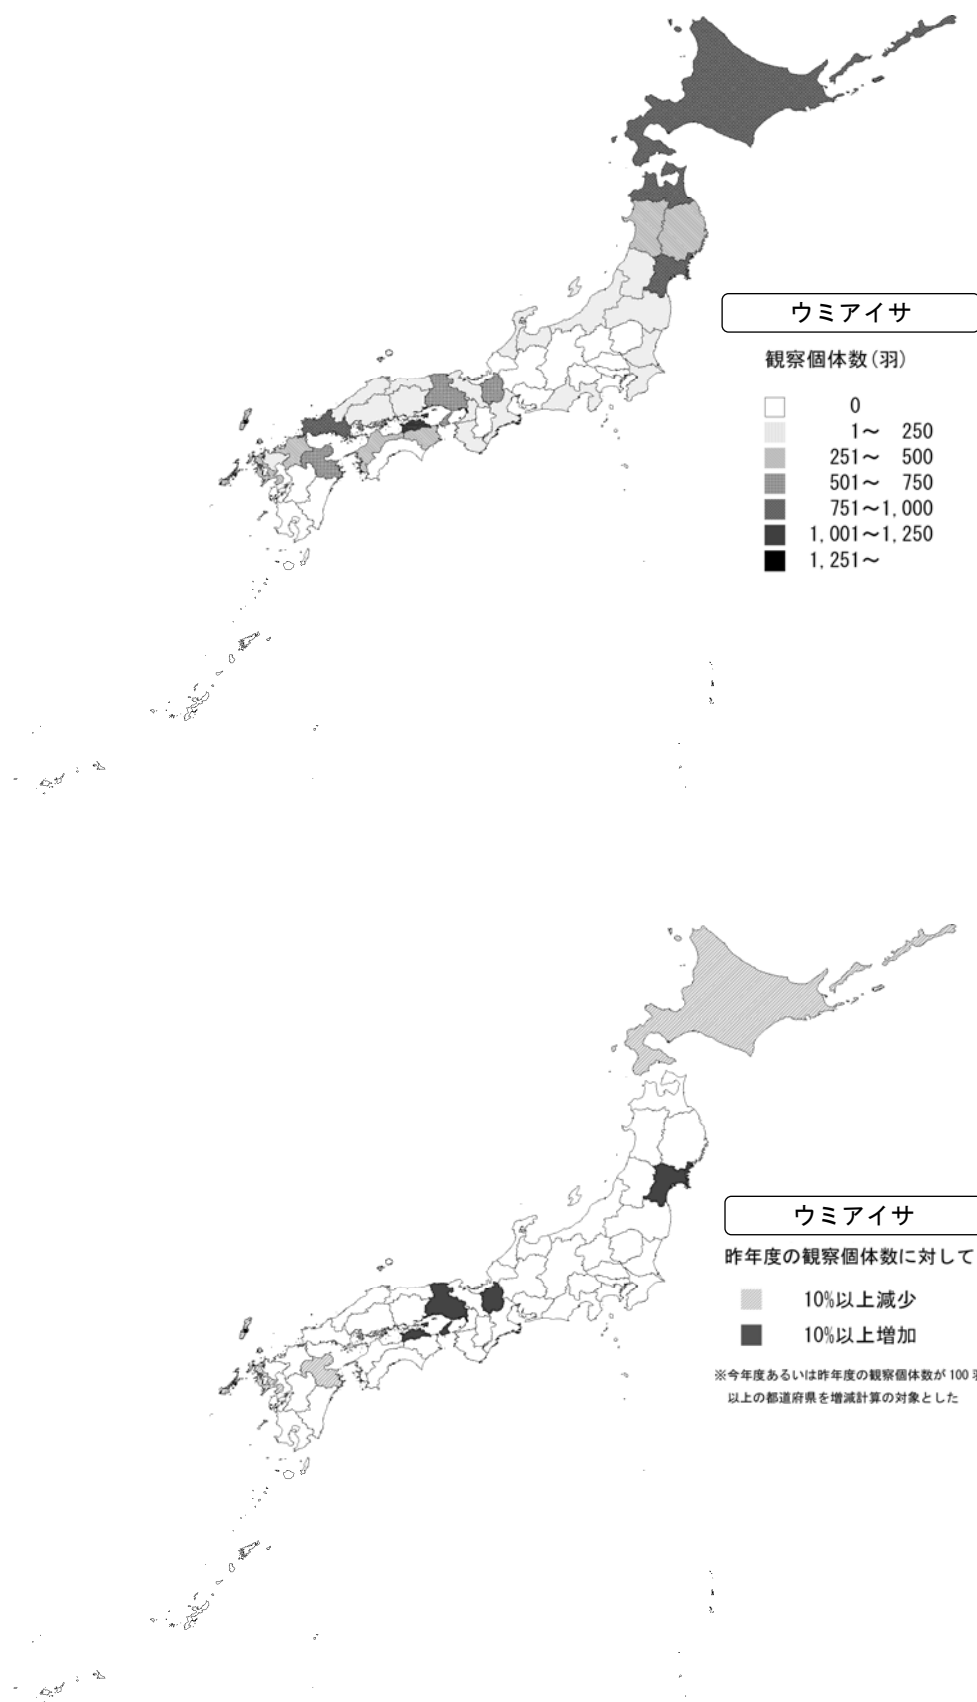 ウミアイサ
観察個体数(羽)
0
1～ 250
251～ 500
501～ 750
751～1,000
1,001～1,250
1,251～
ウミアイサ
昨年度の観察個体数に対して
10%以上減少
10%以上増加
※今年度あるいは昨年度の観察個体数が 100
以上の都道府県を増減計算の対象とした